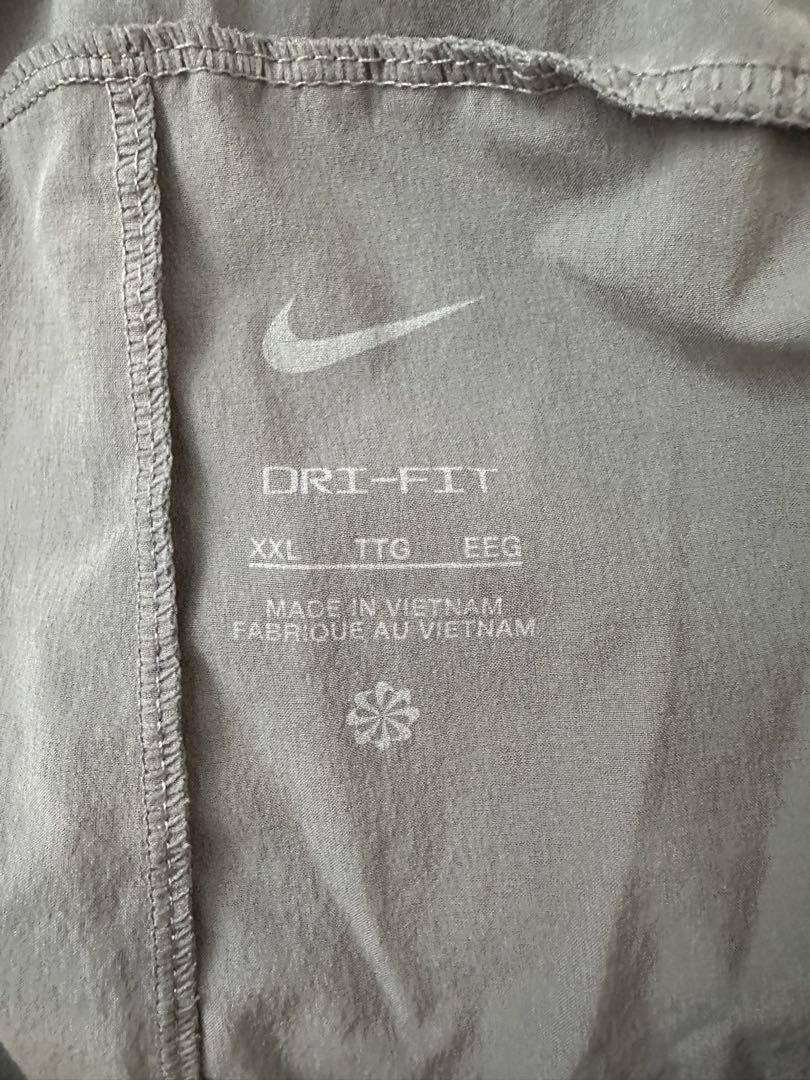 DRI-FIT
XXL TTG EEG
MADE IN VIETNAM
FABRIQUE AU VIETNAM